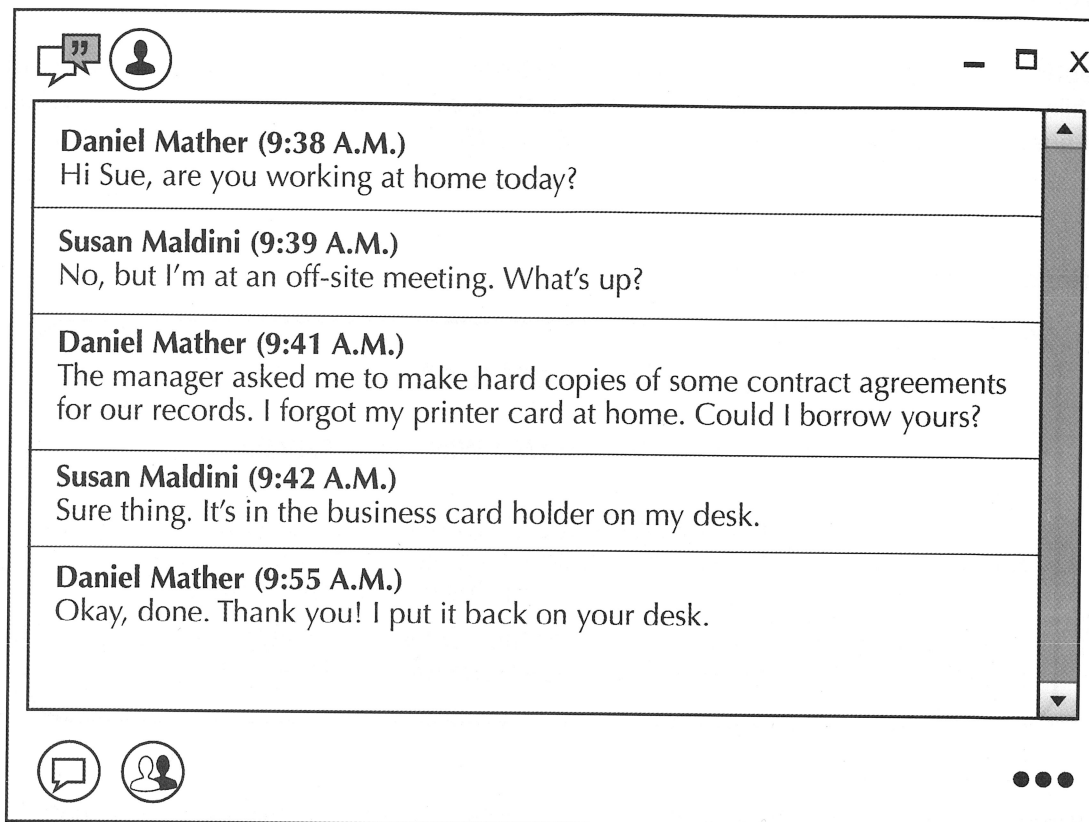 Daniel Mather (9:38 A.M.)
Hi Sue, are you working at home today?
Susan Maldini (9:39 A.M.)
No, but I'm at an off-site meeting. What's up?
Daniel Mather (9:41 A.M.)
The manager asked me to make hard copies of some contract agreements
for our records. I forgot my printer card at home. Could I borrow yours?
Susan Maldini (9:42 A.M.)
Sure thing. It's in the business card holder on my desk.
Daniel Mather (9:55 A.M.)
Okay, done. Thank you! I put it back on your desk.